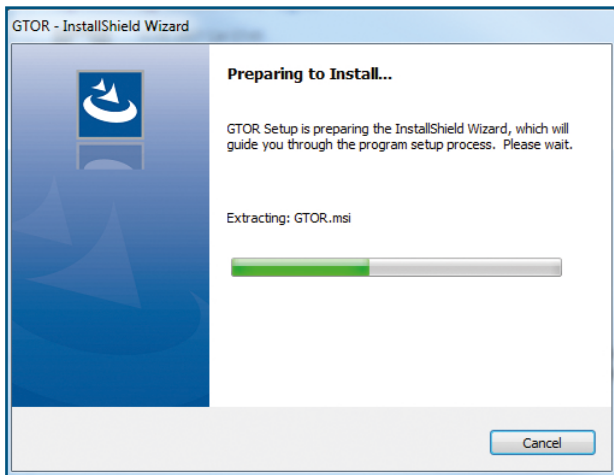 GTOR - InstallShield Wizard
Preparing to Install...
GTOR Setup is preparing the InstallShield Wizard, which will
guide you through the program setup process. Please wait.
Extracting: GTOR.msi
Cancel